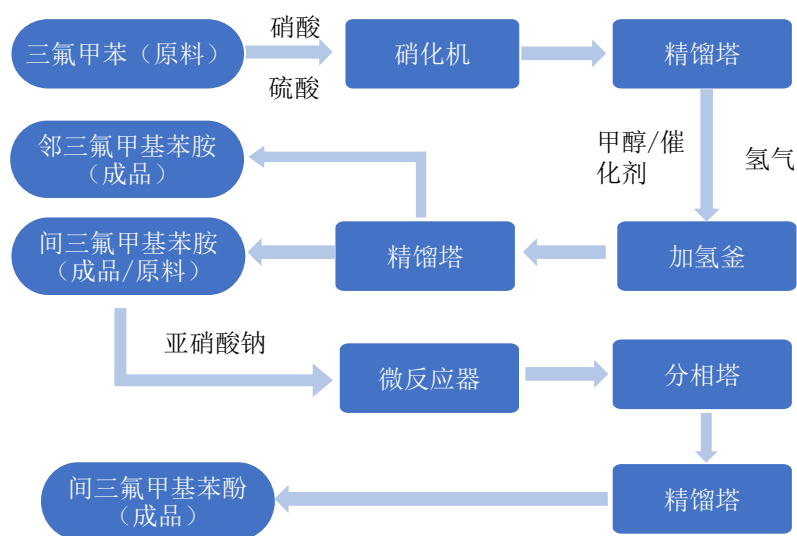 三氟甲苯（原料）
硝酸
硫酸
硝化机
精馏塔
甲醇/催
化剂
氢气
邻三氟甲基苯胺
（成品）
间三氟甲基苯胺
（成品/原料）
精馏塔
加氢釜
亚硝酸钠
微反应器
分相塔
间三氟甲基苯酚
（成品）
精馏塔